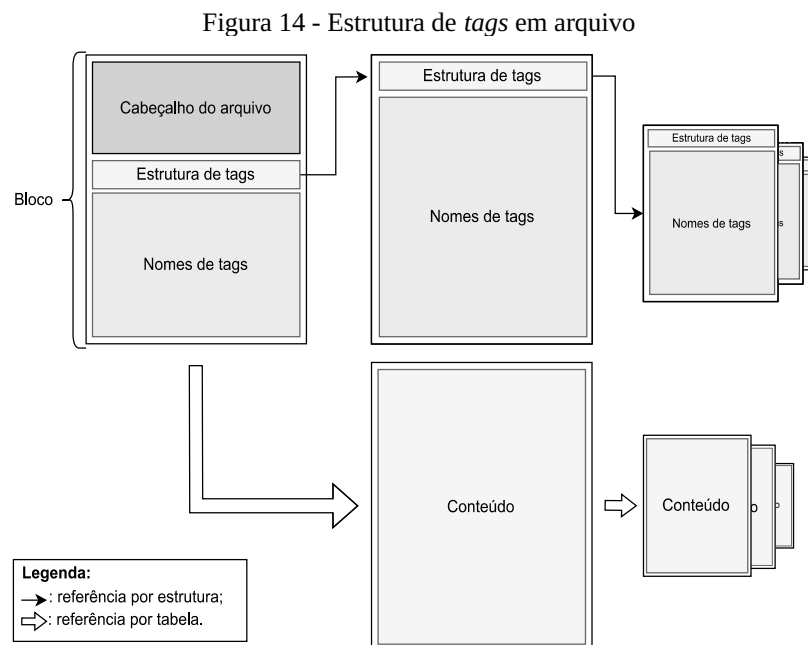 Figura 14 - Estrutura de tags em arquivo
Cabeçalho do arquivo
Estrutura de tags
Nomes de tags
Bloco
Estrutura de tags
Nomes de tags
Estrutura de tags
Nomes de tags
Conteúdo
Conteúdo
Legenda:
: referência por estrutura;
: referência por tabela.